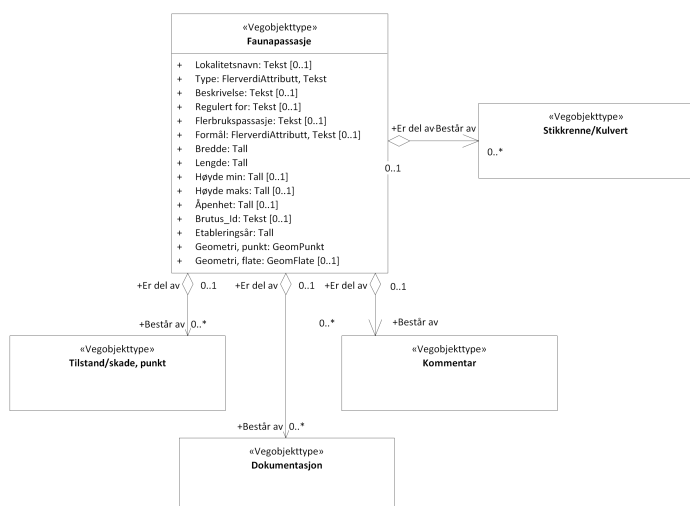 «Vegobjekttype»
Faunapassasje
+ Lokalitetsnavn: Tekst [0..1]
+ Type: FlerverdiAttributt, Tekst
+ Beskrivelse: Tekst [0..1]
+ Regulert for: Tekst [0..1]
+ Flerbrukspassasje: Tekst [0..1]
+ Formål: FlerverdiAttributt, Tekst [0..1]
+ Bredde: Tall
+ Lengde: Tall
+ Høyde min: Tall [0..1]
+ Høyde maks: Tall [0..1]
+ Åpenhet: Tall [0..1]
+ Brutus_Id: Tekst [0..1]
+ Etableringsår: Tall
+ Geometri, punkt: GeomPunkt
+ Geometri, flate: GeomFlate [0..1]
+Er del av Består av
0..1
0..*
«Vegobjekttype»
Stikkrenne/Kulvert
+Er del av 0..1
+Er del av 0..1
+Er del av 0..1
+Består av 0..*
0..* +Består av
«Vegobjekttype»
Tilstand/skade, punkt
«Vegobjekttype»
Kommentar
+Består av 0..*
«Vegobjekttype»
Dokumentasjon